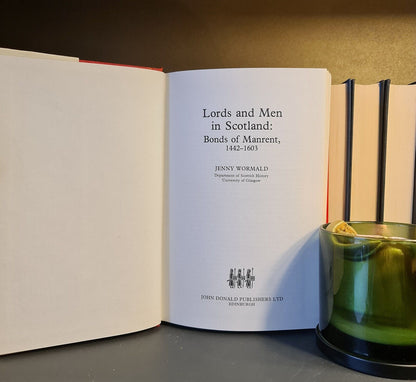 Lords and Men
in Scotland:
Bonds of Manrent,
1442–1603
JENNY WORMALD
Department of Scottish History
University of Glasgow
JOHN DONALD PUBLISHERS LTD
EDINBURGH